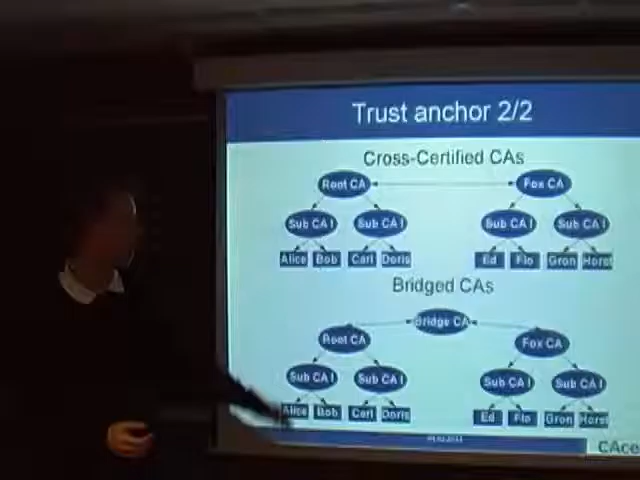 Trust anchor 2/2
Cross-Certified CAs
Root CA Fox CA
Sub CA I Sub CA I Sub CA I Sub CA I
Alice Bob Carl Doris Ed Flo Gron Horst
Bridged CAs
Bridge CA
Root CA Fox CA
Sub CA I Sub CA I Sub CA I Sub CA I
Alice Bob Carl Doris Ed Flo Gron Horst
CAce